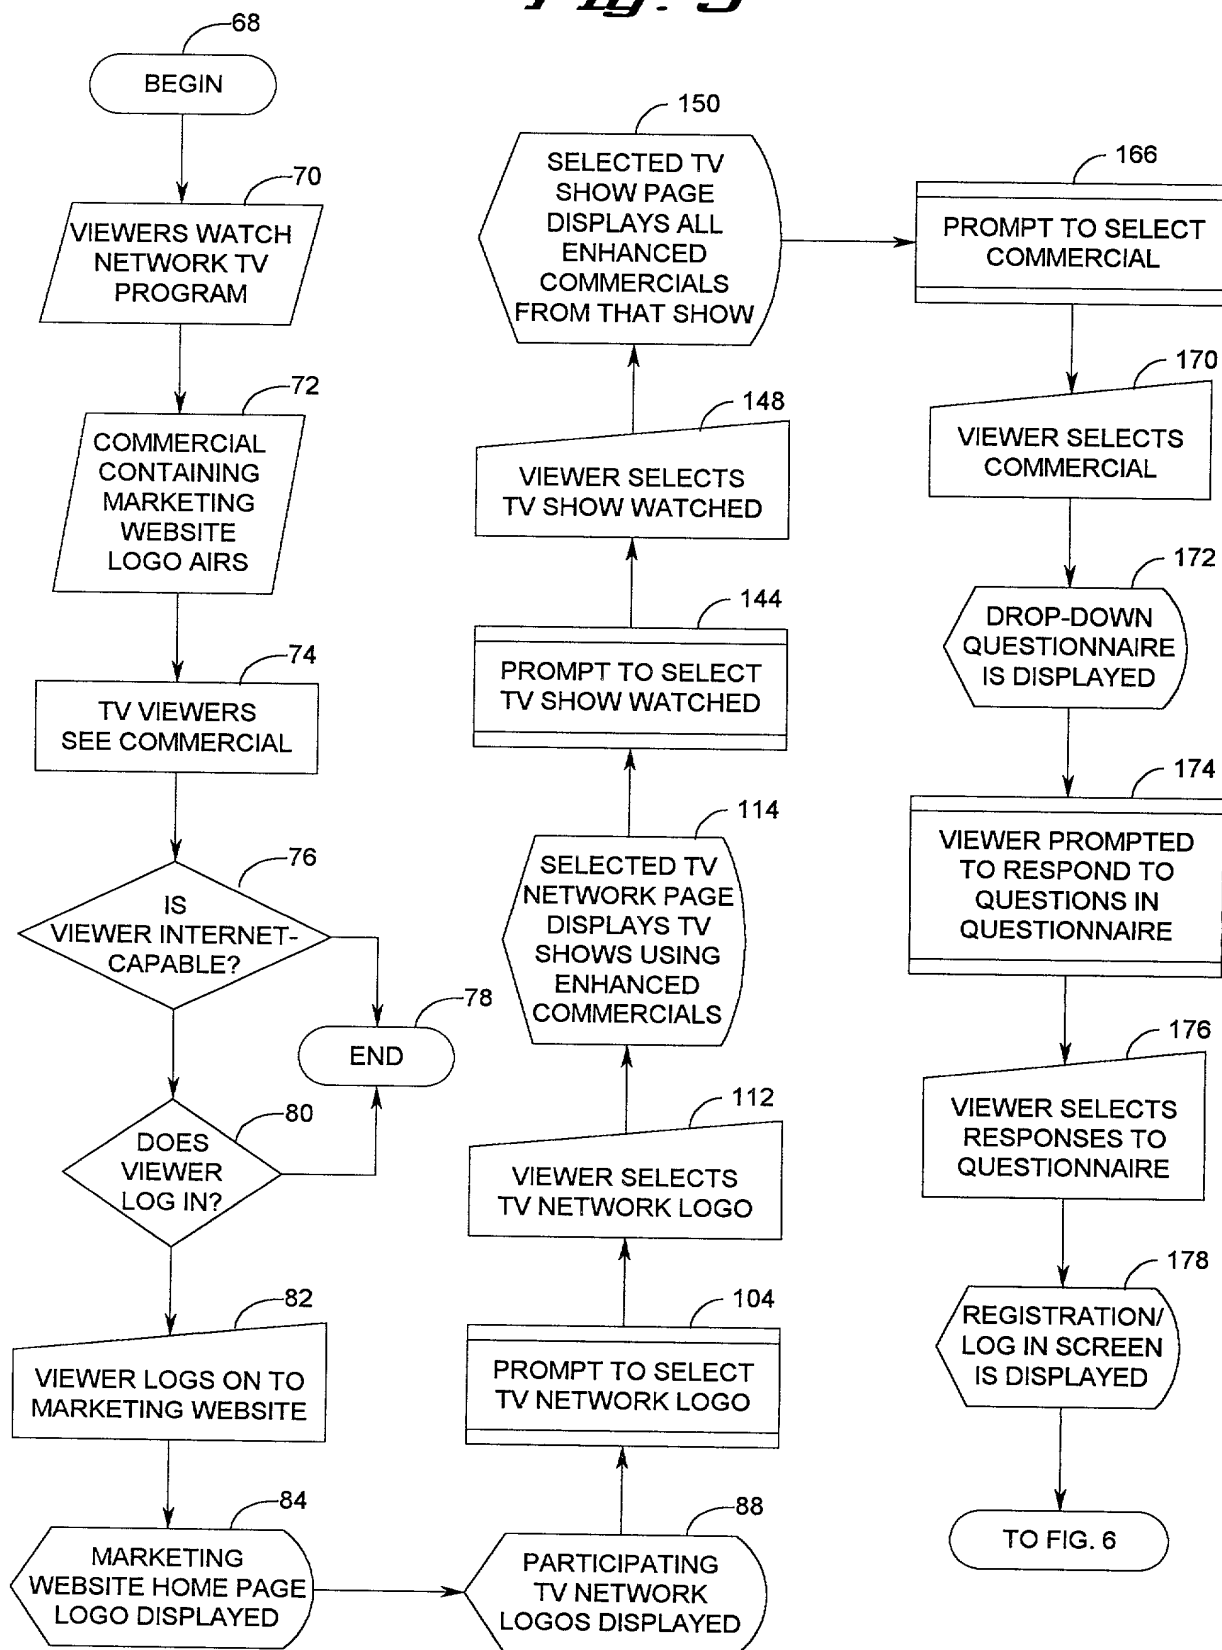 Fig. 5
68
BEGIN
70
VIEWERS WATCH
NETWORK TV
PROGRAM
72
COMMERCIAL
CONTAINING
MARKETING
WEBSITE
LOGO AIRS
74
TV VIEWERS
SEE COMMERCIAL
76
IS
VIEWER INTERNET-
CAPABLE?
78
END
80
DOES
VIEWER
LOG IN?
82
VIEWER LOGS ON TO
MARKETING WEBSITE
84
MARKETING
WEBSITE HOME PAGE
LOGO DISPLAYED
88
PARTICIPATING
TV NETWORK
LOGOS DISPLAYED
104
PROMPT TO SELECT
TV NETWORK LOGO
112
VIEWER SELECTS
TV NETWORK LOGO
114
SELECTED TV
NETWORK PAGE
DISPLAYS TV
SHOWS USING
ENHANCED
COMMERCIALS
144
PROMPT TO SELECT
TV SHOW WATCHED
148
VIEWER SELECTS
TV SHOW WATCHED
150
SELECTED TV
SHOW PAGE
DISPLAYS ALL
ENHANCED
COMMERCIALS
FROM THAT SHOW
166
PROMPT TO SELECT
COMMERCIAL
170
VIEWER SELECTS
COMMERCIAL
172
DROP-DOWN
QUESTIONNAIRE
IS DISPLAYED
174
VIEWER PROMPTED
TO RESPOND TO
QUESTIONS IN
QUESTIONNAIRE
176
VIEWER SELECTS
RESPONSES TO
QUESTIONNAIRE
178
REGISTRATION/
LOG IN SCREEN
IS DISPLAYED
TO FIG. 6